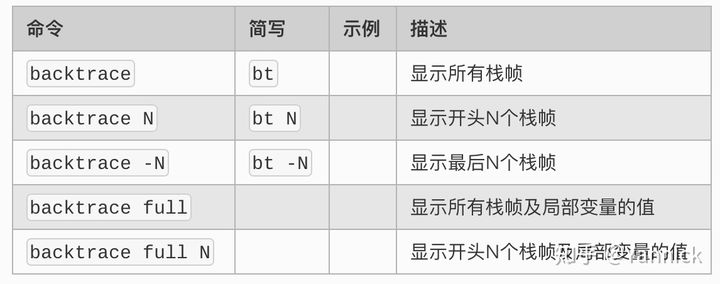 命令 简写 示例 描述
backtrace bt 显示所有栈帧
backtrace N bt N 显示开头N个栈帧
backtrace -N bt -N 显示最后N个栈帧
backtrace full 显示所有栈帧及局部变量的值
backtrace full N 显示开头N个栈帧及局部变量的值
知乎 @Yannick